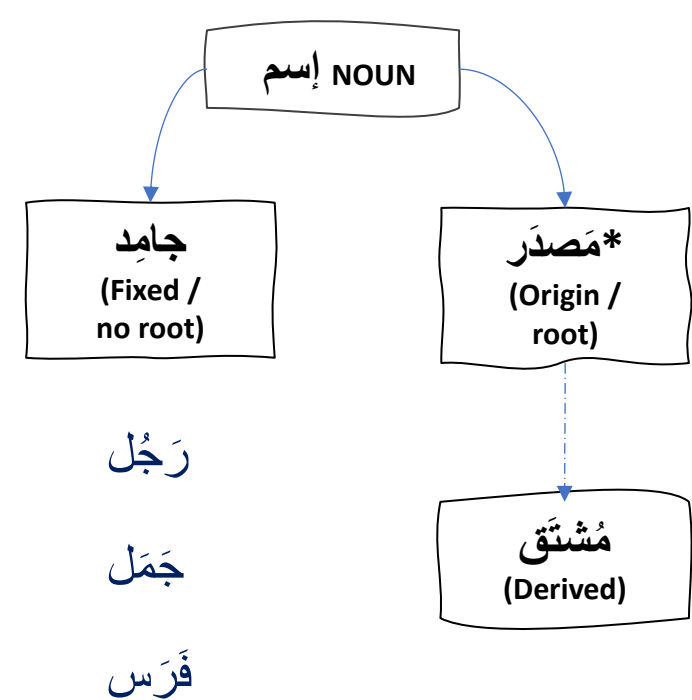 إسم NOUN
جامِد
(Fixed /
no root)
*مَصدَر
(Origin /
root)
رَجُل
جَمَل
فَرَس
مُشتَق
(Derived)